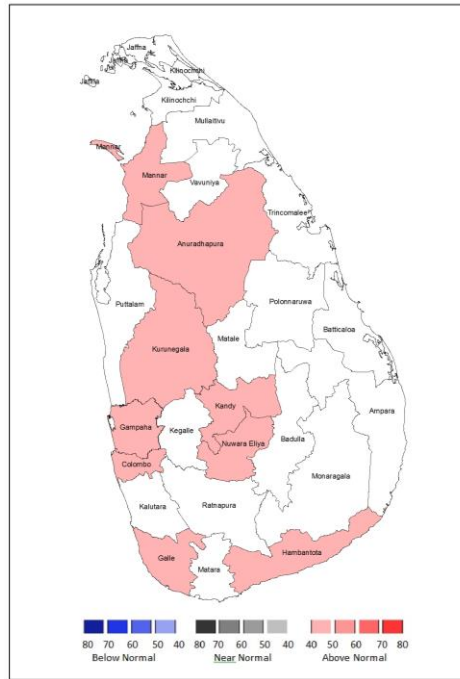 Jaffna
Jaffna
Jaffna
Kilinochchi
Kilinochchi
Mullaitivu
Mannar
Mannar
Vavuniya
Trincomalee
Anuradhapura
Puttalam
Polonnaruwa
Batticaloa
Kurunegala
Matale
Kandy
Ampara
Gampaha
Kegalle
Nuwara Eliya
Badulla
Colombo
Monaragala
Kalutara
Ratnapura
Galle
Matara
Hambantota
80 70 60 50 40 80 70 60 50 40 40 50 60 70 80
Below Normal Near Normal Above Normal